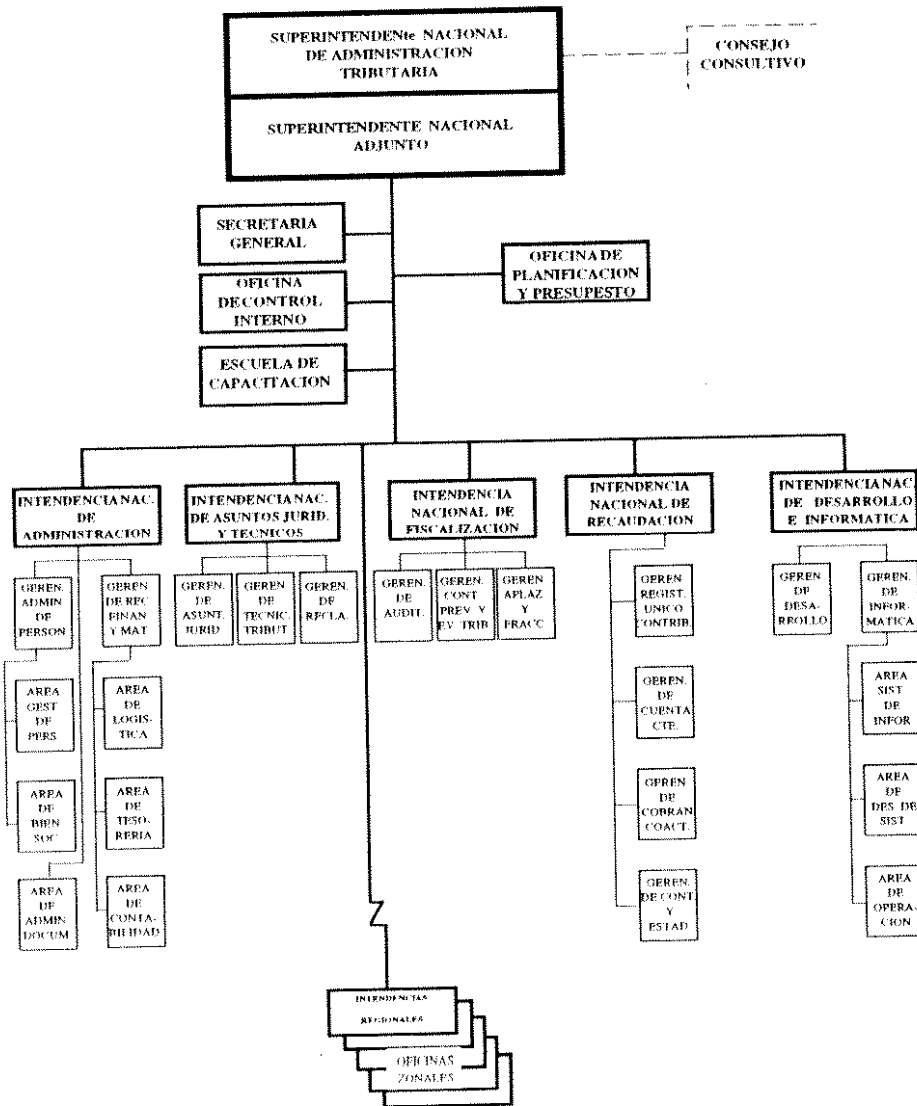 SUPERINTENDENte NACIONAL
DE ADMINISTRACION
TRIBUTARIA
CONSEJO
CONSULTIVO
SUPERINTENDENTE NACIONAL
ADJUNTO
SECRETARIA
GENERAL
OFICINA DE
PLANIFICACION
Y PRESUPESTO
OFICINA
DE CONTROL
INTERNO
ESCUELA DE
CAPACITACION
INTENDENCIA NAC.
DE
ADMINISTRACION
INTENDENCIA NAC.
DE ASUNTOS JURID.
Y TECNICOS
INTENDENCIA
NACIONAL DE
FISCALIZACION
INTENDENCIA
NACIONAL DE
RECAUDACION
INTENDENCIA NAC.
DE DESARROLLO
E INFORMATICA
GEREN.
ADMIN
DE
PERSON
GEREN
DE REC
FINAN
Y MAT
GEREN.
DE
ASUNT.
JURID
GEREN.
DE
TECNIC.
TRIBUT
GEREN.
DE
RECLA.
GEREN.
DE
AUDIT.
GEREN.
CONT
PREV. Y
EV. TRIB
GEREN
APLAZ
Y
FRACC
GEREN
REGIST.
UNICO
CONTRIB.
GEREN
DE
DESA-
RROLLO
GEREN.
DE
INFOR-
MATICA
AREA
GEST
DE
PERS
AREA
DE
LOGIS-
TICA
GEREN.
DE
CUENTA
CTE.
AREA
SIST
DE
INFOR
AREA
DE
BIEN
SOC
AREA
DE
TESO-
RERIA
GEREN
DE
COBRAN
COACT.
AREA
DE
DES DE
SIST
AREA
DE
ADMIN
DOCUM
AREA
DE
CONTA-
BILIDAD
GEREN.
DE CONT
Y
ESTAD
AREA
DE
OPERA-
CION
INTENDENCIAS
REGIONALES
OFICINAS
ZONALES